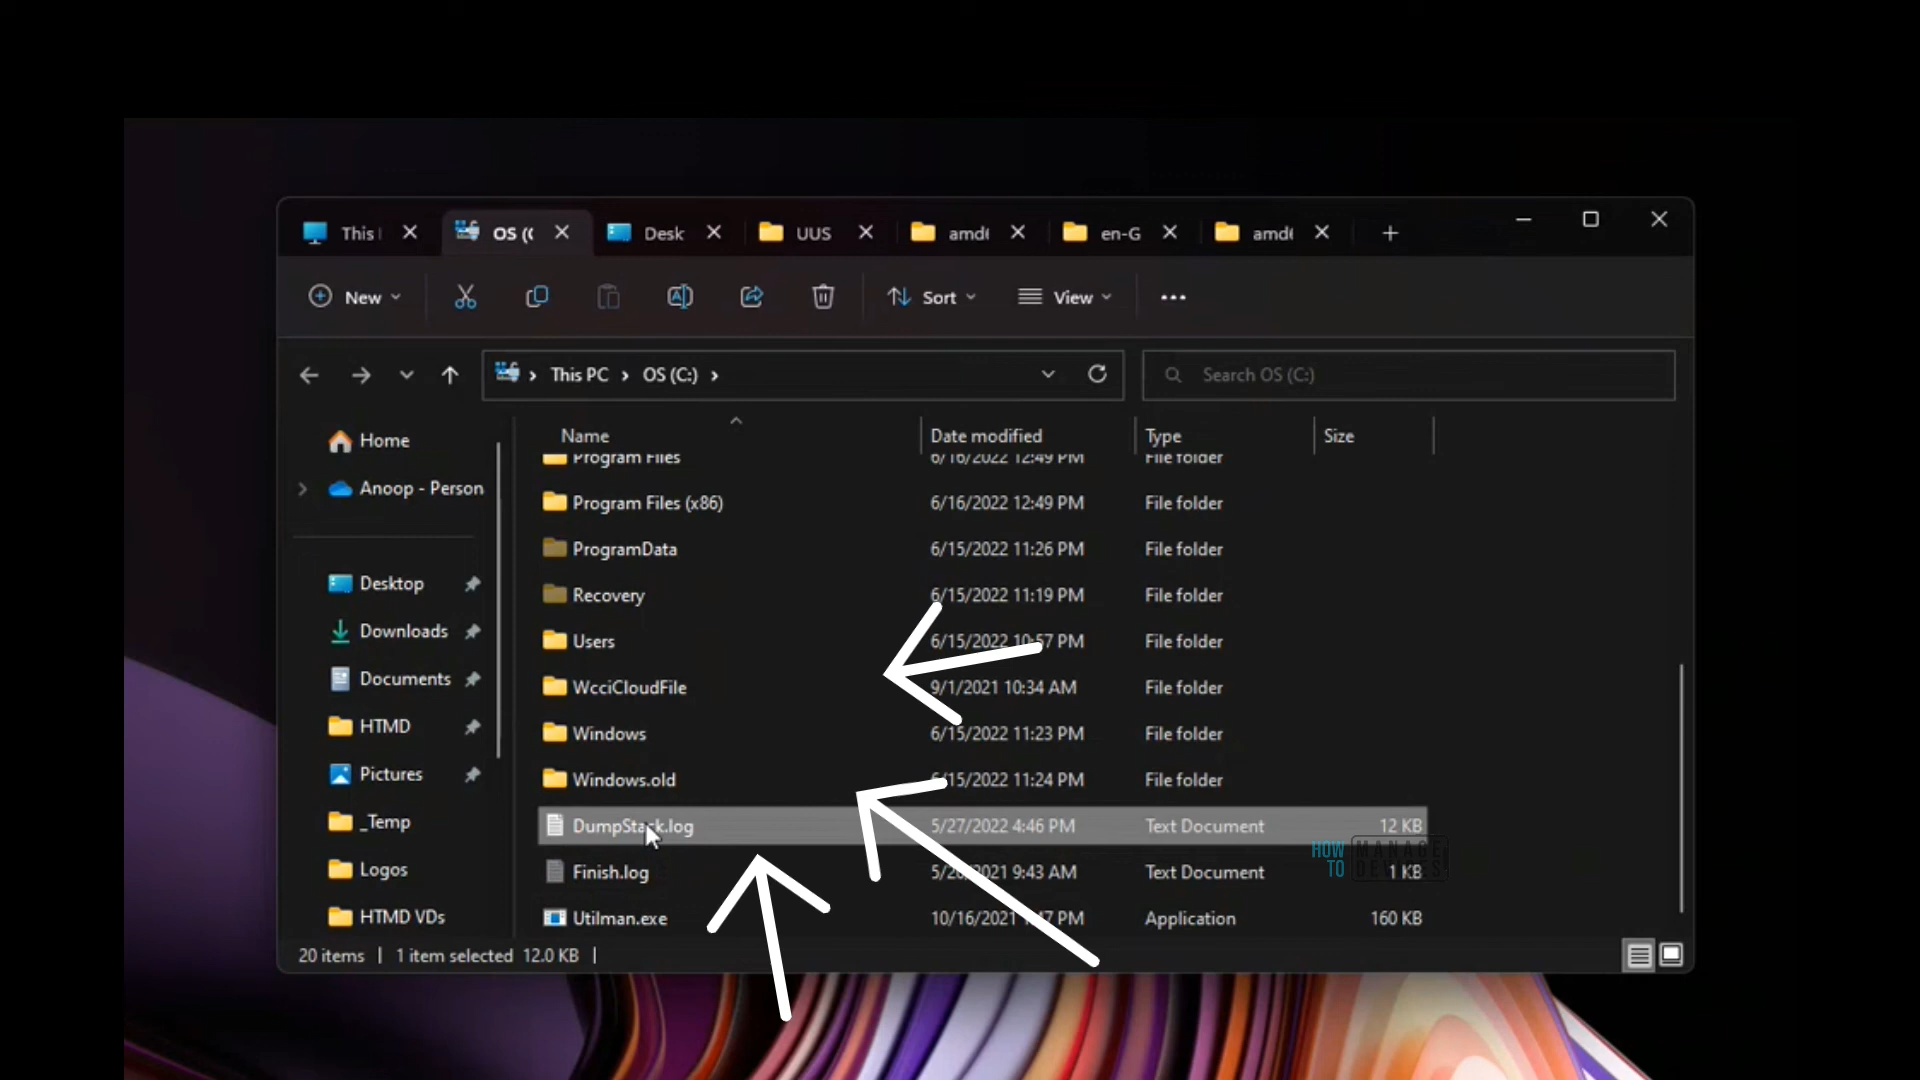 This
OS (
Desk
UUS
amd
en-G
amd
New
Sort
View
This PC
OS (C:)
Search OS (C:)
Name
Date modified
Type
Size
Home
Anoop - Person
Desktop
Downloads
Documents
HTMD
Pictures
_Temp
Logos
HTMD VDs
Program Files 6/16/2022 12:49 PM File folder
Program Files (x86) 6/16/2022 12:49 PM File folder
ProgramData 6/15/2022 11:26 PM File folder
Recovery 6/15/2022 11:19 PM File folder
Users 6/15/2022 10:57 PM File folder
WcciCloudFile 9/1/2021 10:34 AM File folder
Windows 6/15/2022 11:23 PM File folder
Windows.old 6/15/2022 11:24 PM File folder
DumpStack.log 5/27/2022 4:46 PM Text Document 12 KB
Finish.log 9:43 AM Text Document 1 KB
Utilman.exe 10/16/2021 PM Application 160 KB
HOW TO MANAGE DEVICES
20 items
1 item selected 12.0 KB